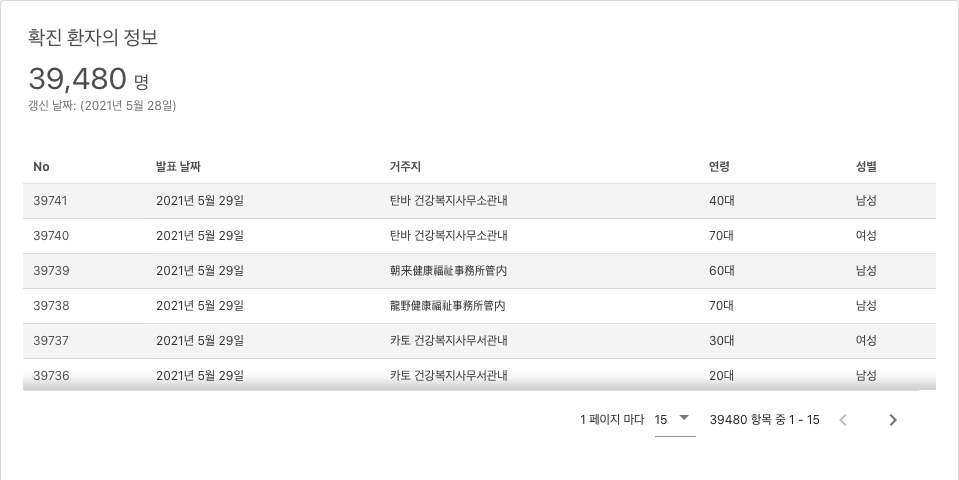 확진 환자의 정보
39,480 명
갱신 날짜: (2021년 5월 28일)
No 발표 날짜 거주지 연령 성별
39741 2021년 5월 29일 탄바 건강복지사무소관내 40대 남성
39740 2021년 5월 29일 탄바 건강복지사무소관내 70대 여성
39739 2021년 5월 29일 朝来健康福祉事務所管内 60대 남성
39738 2021년 5월 29일 龍野健康福祉事務所管内 70대 남성
39737 2021년 5월 29일 카토 건강복지사무서관내 30대 여성
39736 2021년 5월 29일 카토 건강복지사무서관내 20대 남성
1 페이지 마다 15 39480 항목 중 1 - 15